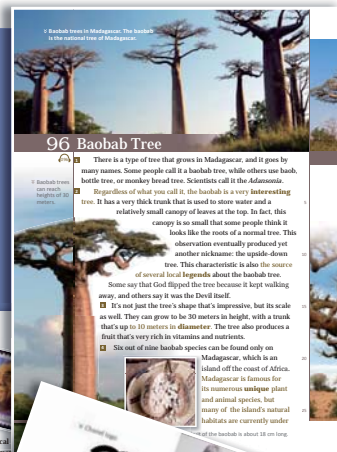 Baobab trees in Madagascar. The baobab
is the national tree of Madagascar.
96 Baobab Tree
1 There is a type of tree that grows in Madagascar, and it goes by
many names. Some people call it a baobab tree, while others use baob,
bottle tree, or monkey bread tree. Scientists call it the Adansonia.
2 Regardless of what you call it, the baobab is a very interesting
tree. It has a very thick trunk that is used to store water and a
5
relatively small canopy of leaves at the top. In fact, this
canopy is so small that some people think it
looks like the roots of a normal tree. This
observation eventually produced yet
another nickname: the upside-down
10
tree. This characteristic is also the source
of several local legends about the baobab tree.
Some say that God flipped the tree because it kept walking
away, and others say it was the Devil itself.
3 It's not just the tree's shape that's impressive, but its scale
15
as well. They can grow to be 30 meters in height, with a trunk
that's up to 10 meters in diameter. The tree also produces a
fruit that's very rich in vitamins and nutrients.
4 Six out of nine baobab species can be found only on
Madagascar, which is an
20
island off the coast of Africa.
Madagascar is famous for
its numerous unique plant
and animal species, but
many of the island's natural
25
habitats are currently under
Baobab trees
can reach
heights of 30
meters.
of the baobab is about 18 cm long.